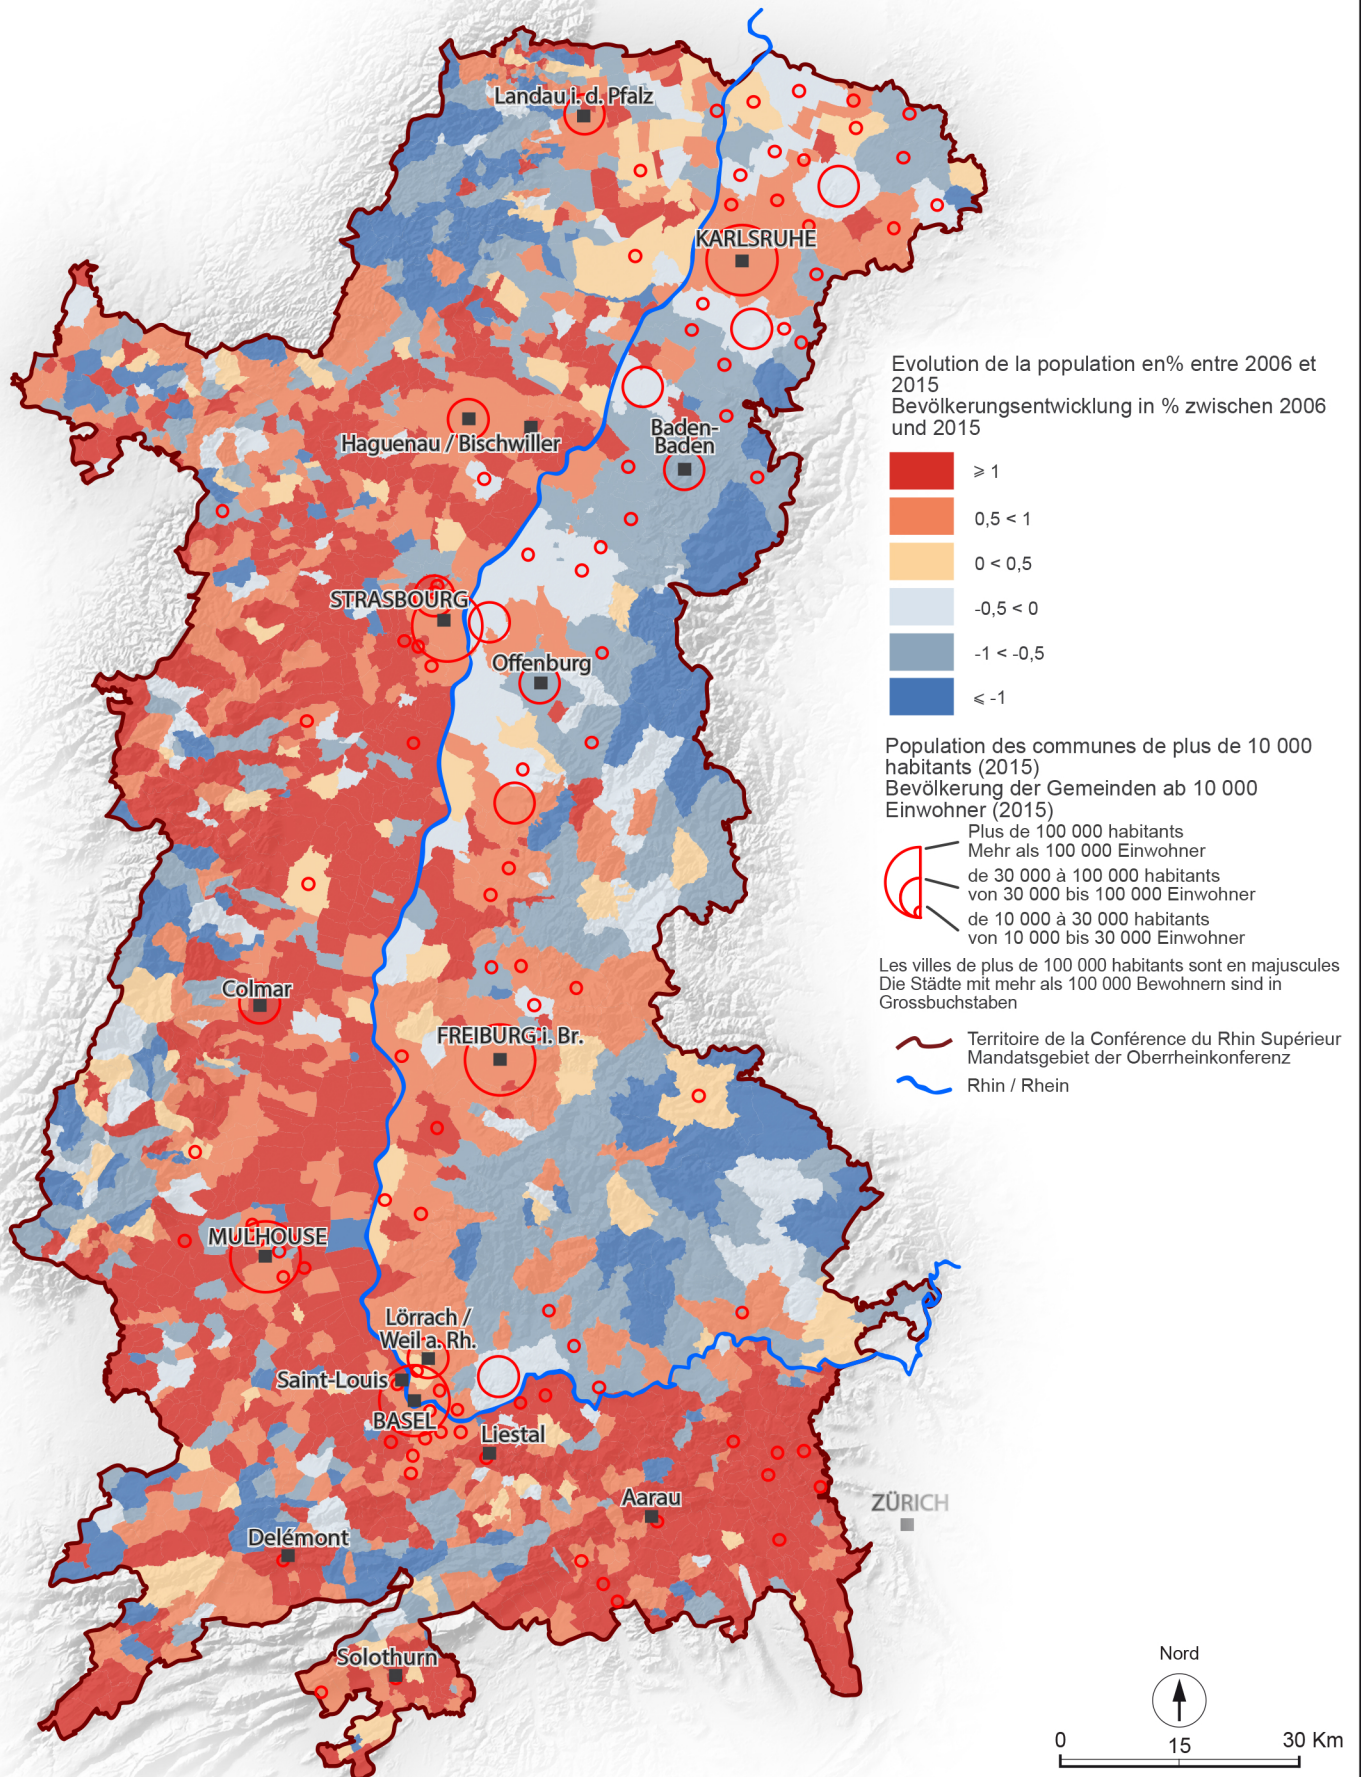 Landau i. d. Pfalz
KARLSRUHE
Haguenau / Bischwiller
Baden-
Baden
STRASBOURG
Offenburg
Colmar
FREIBURG i. Br.
MULHOUSE
Lörrach /
Weil a. Rh.
Saint-Louis
BASEL
Liestal
Aarau
ZÜRICH
Delémont
Solothurn
Evolution de la population en% entre 2006 et
2015
Bevölkerungsentwicklung in % zwischen 2006
und 2015
⩾ 1
0,5 < 1
0 < 0,5
-0,5 < 0
-1 < -0,5
⩽ -1
Population des communes de plus de 10 000
habitants (2015)
Bevölkerung der Gemeinden ab 10 000
Einwohner (2015)
Plus de 100 000 habitants
Mehr als 100 000 Einwohner
de 30 000 à 100 000 habitants
von 30 000 bis 100 000 Einwohner
de 10 000 à 30 000 habitants
von 10 000 bis 30 000 Einwohner
Les villes de plus de 100 000 habitants sont en majuscules
Die Städte mit mehr als 100 000 Bewohnern sind in
Grossbuchstaben
Territoire de la Conférence du Rhin Supérieur
Mandatsgebiet der Oberrheinkonferenz
Rhin / Rhein
Nord
0 15 30 Km